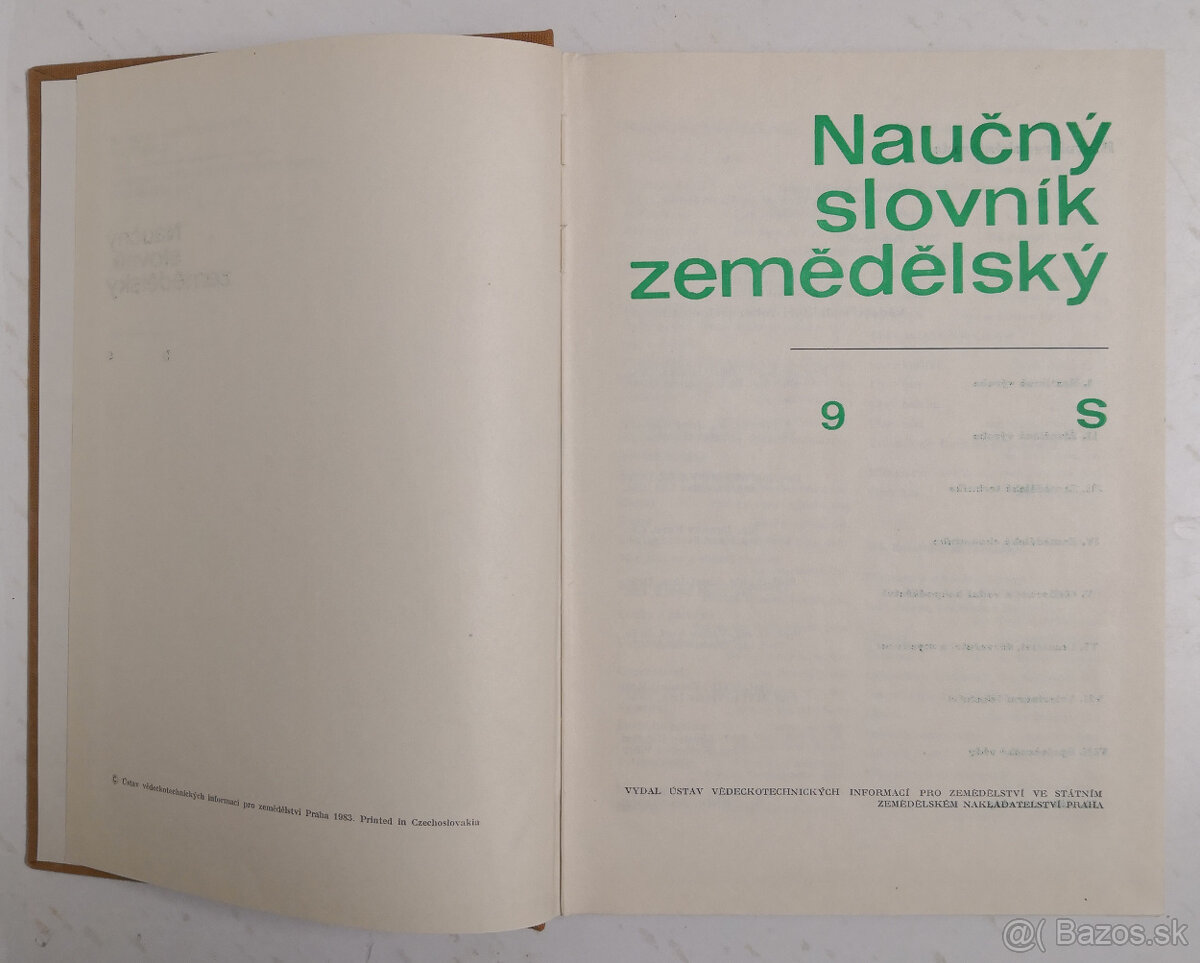 Naučný
slovník
zemědělský
9 S
VYDAL ÚSTAV VĚDECKOTECHNICKÝCH INFORMACÍ PRO ZEMĚDĚLSTVÍ VE STÁTNÍM
ZEMĚDĚLSKÉM NAKLADATELSTVÍ PRAHA
© Ústav vědeckotechnických informací pro zemědělství Praha 1983. Printed in Czechoslovakia
@( Bazos.sk